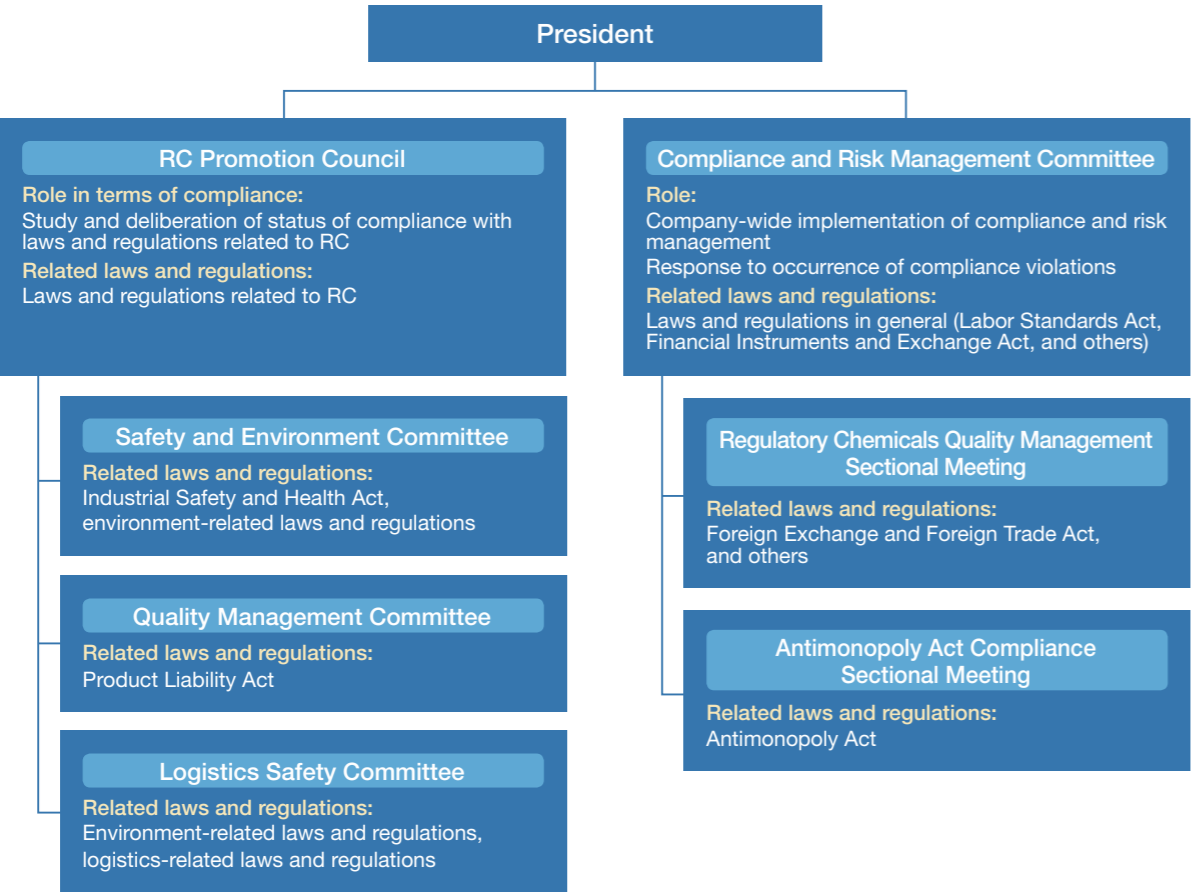 President
RC Promotion Council
Role in terms of compliance:
Study and deliberation of status of compliance with
laws and regulations related to RC
Related laws and regulations:
Laws and regulations related to RC
Safety and Environment Committee
Related laws and regulations:
Industrial Safety and Health Act,
environment-related laws and regulations
Quality Management Committee
Related laws and regulations:
Product Liability Act
Logistics Safety Committee
Related laws and regulations:
Environment-related laws and regulations,
logistics-related laws and regulations
Compliance and Risk Management Committee
Role:
Company-wide implementation of compliance and risk
management
Response to occurrence of compliance violations
Related laws and regulations:
Laws and regulations in general (Labor Standards Act,
Financial Instruments and Exchange Act, and others)
Regulatory Chemicals Quality Management
Sectional Meeting
Related laws and regulations:
Foreign Exchange and Foreign Trade Act,
and others
Antimonopoly Act Compliance
Sectional Meeting
Related laws and regulations:
Antimonopoly Act